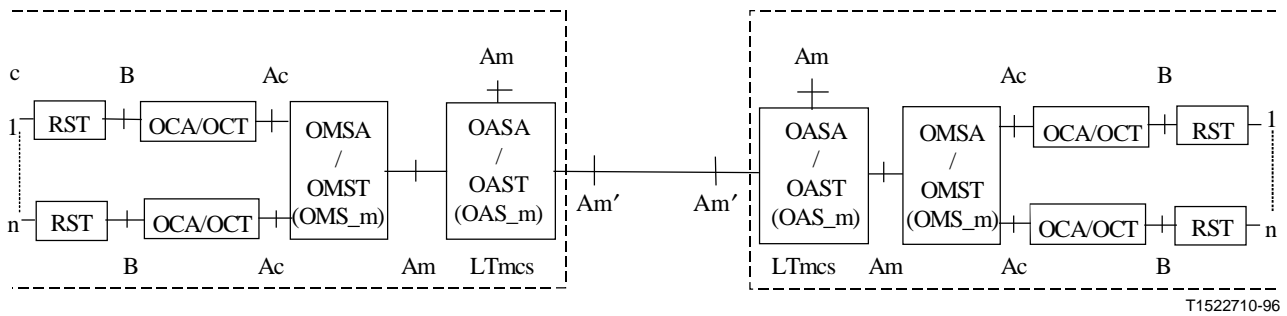 Am Am
c B Ac Ac B
1 RST OCA/OCT OMSA / OMST (OMS_m) OASA / OAST (OAS_m) OASA / OAST (OAS_m) OMSA / OMST (OMS_m) OCA/OCT RST 1
Am′ Am′
n RST OCA/OCT OCA/OCT RST n
B Ac Am LTmcs LTmcs Am Ac B
T1522710-96